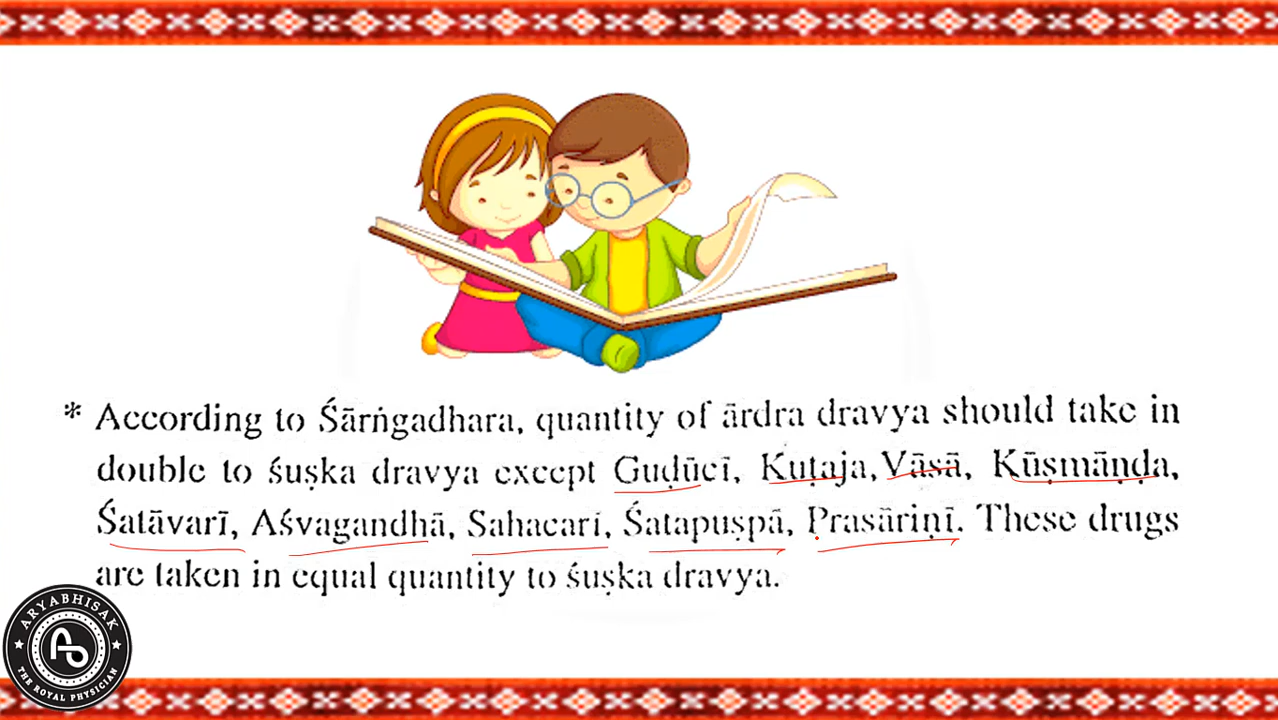 * According to Śārṅgadhara, quantity of ārdra dravya should take in
double to śuṣka dravya except Guḍūcī, Kuṭaja, Vāsā, Kūṣmāṇḍa,
Śatāvarī, Aśvagandhā, Sahacarī, Śatapuṣpā, Prasāriṇī. These drugs
are taken in equal quantity to śuṣka dravya.
ARYABHISAK
THE ROYAL PHYSICIAN